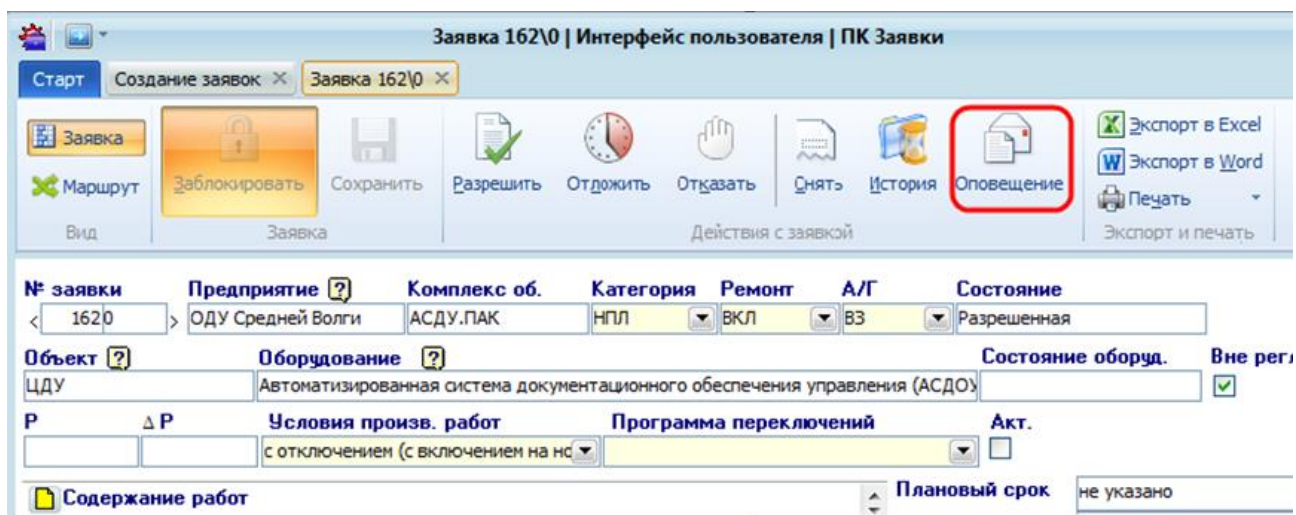 Заявка 162\0 | Интерфейс пользователя | ПК Заявки
Старт Создание заявок Заявка 162\0
Заявка
Маршрут
Заблокировать Сохранить Разрешить Отложить Отказать Снять История Оповещение
Экспорт в Excel
Экспорт в Word
Печать
Вид Заявка Действия с заявкой Экспорт и печать
№ заявки Предприятие ? Комплекс об. Категория Ремонт А/Г Состояние
< 1620 > ОДУ Средней Волги АСДУ.ПАК НПЛ ВКЛ ВЗ Разрешенная
Объект ? Оборудование ? Состояние оборуд. Вне рег
ЦДУ Автоматизированная система документационного обеспечения управления (АСДОУ
Р Δ Р Условия произв. работ Программа переключений Акт.
с отключением (с включением на но
Содержание работ Плановый срок не указано